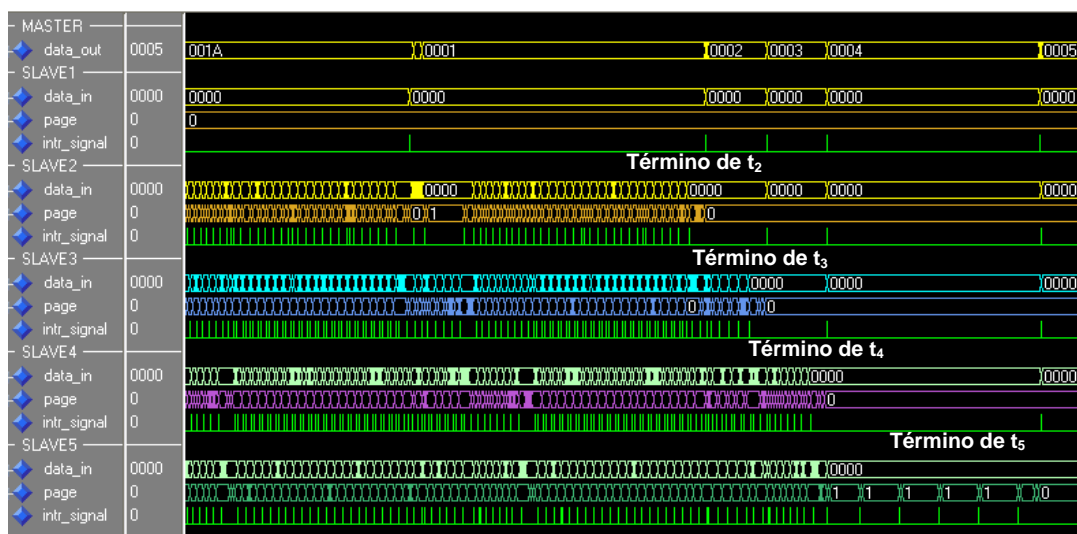 MASTER
data_out 0005 001A 0001 0002 0003 0004 0005
SLAVE1
data_in 0000 0000 0000 0000 0000 0000 0000
page 0 0
intr_signal 0
Término de t2
SLAVE2
data_in 0000 0000 0000 0000 0000 0000
page 0 0 1 0
intr_signal 0
Término de t3
SLAVE3
data_in 0000 0000 0000 0000
page 0 0 0
intr_signal 0
Término de t4
SLAVE4
data_in 0000 0000 0000
page 0 0
intr_signal 0
Término de t5
SLAVE5
data_in 0000 0000
page 0 1 1 1 1 1 0
intr_signal 0